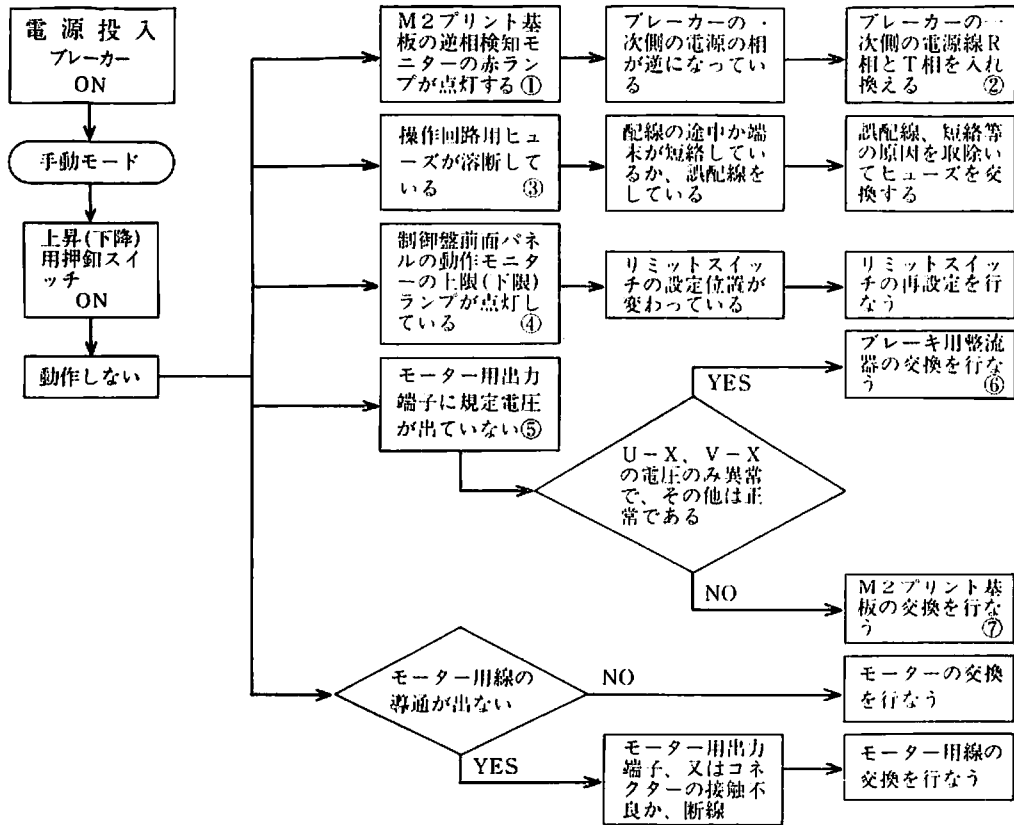 電源投入
ブレーカー
ON
手動モード
上昇(下降)
用押釦スイ
ッチ
ON
動作しない
M2プリント基
板の逆相検知モ
ニターの赤ラン
プが点灯する①
ブレーカーの一
次側の電源の相
が逆になってい
る
ブレーカーの一
次側の電源線R
相とT相を入れ
換える ②
操作回路用ヒュ
ーズが溶断して
いる ③
配線の途中か端
末が短絡してい
るか、誤配線を
している
誤配線、短絡等
の原因を取除い
てヒューズを交
換する
制御盤前面パネ
ルの動作モニタ
ーの上限(下限)
ランプが点灯し
ている ④
リミットスイッ
チの設定位置が
変わっている
リミットスイッ
チの再設定を行
なう
モーター用出力
端子に規定電圧
が出ていない⑤
U-X、V-X
の電圧のみ異常
で、その他は正
常である
YES
ブレーキ用整流
器の交換を行な
う ⑥
NO
M2プリント基
板の交換を行な
う ⑦
モーター用線の
導通が出ない
NO
モーターの交換
を行なう
YES
モーター用出力
端子、又はコネ
クターの接触不
良か、断線
モーター用線の
交換を行なう